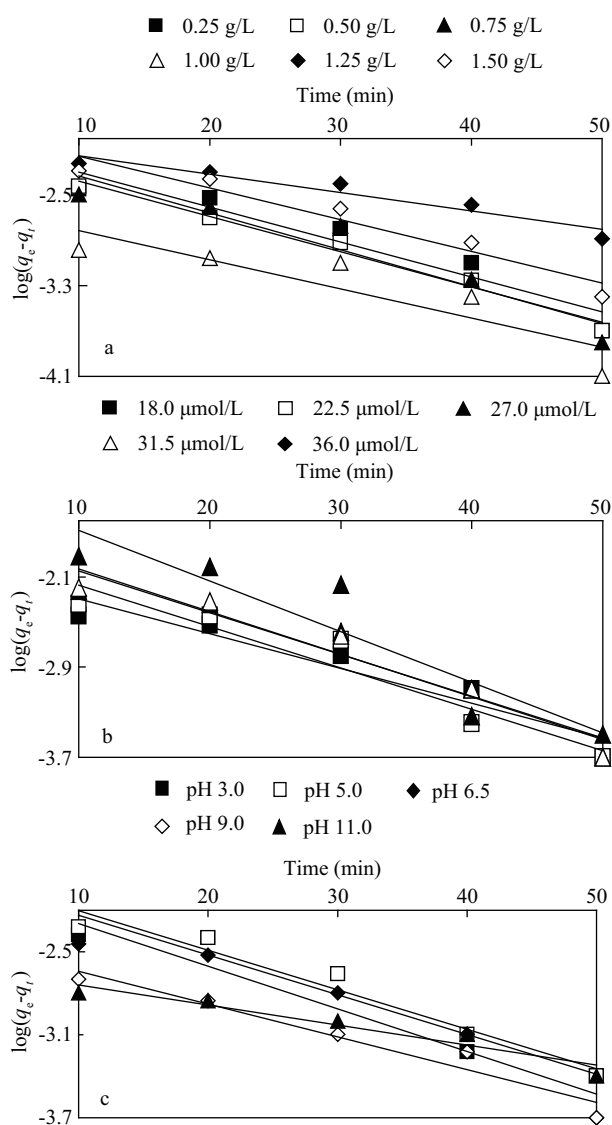 ■ 0.25 g/L □ 0.50 g/L ▲ 0.75 g/L
△ 1.00 g/L ◆ 1.25 g/L ◇ 1.50 g/L
Time (min)
10 20 30 40 50
-2.5
-3.3
-4.1
log(qe-qt)
a
■ 18.0 μmol/L □ 22.5 μmol/L ▲ 27.0 μmol/L
△ 31.5 μmol/L ◆ 36.0 μmol/L
Time (min)
10 20 30 40 50
-2.1
-2.9
-3.7
log(qe-qt)
b
■ pH 3.0 □ pH 5.0 ◆ pH 6.5
◇ pH 9.0 ▲ pH 11.0
Time (min)
10 20 30 40 50
-2.5
-3.1
-3.7
log(qe-qt)
c